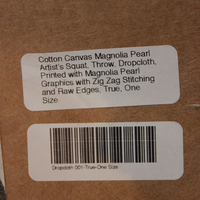 Cotton Canvas Magnolia Pearl
Artist's Squat, Throw, Dropcloth,
Printed with Magnolia Pearl
Graphics with Zig Zag Stitching
and Raw Edges, True, One
Size
Dropcloth 001-True-One Size